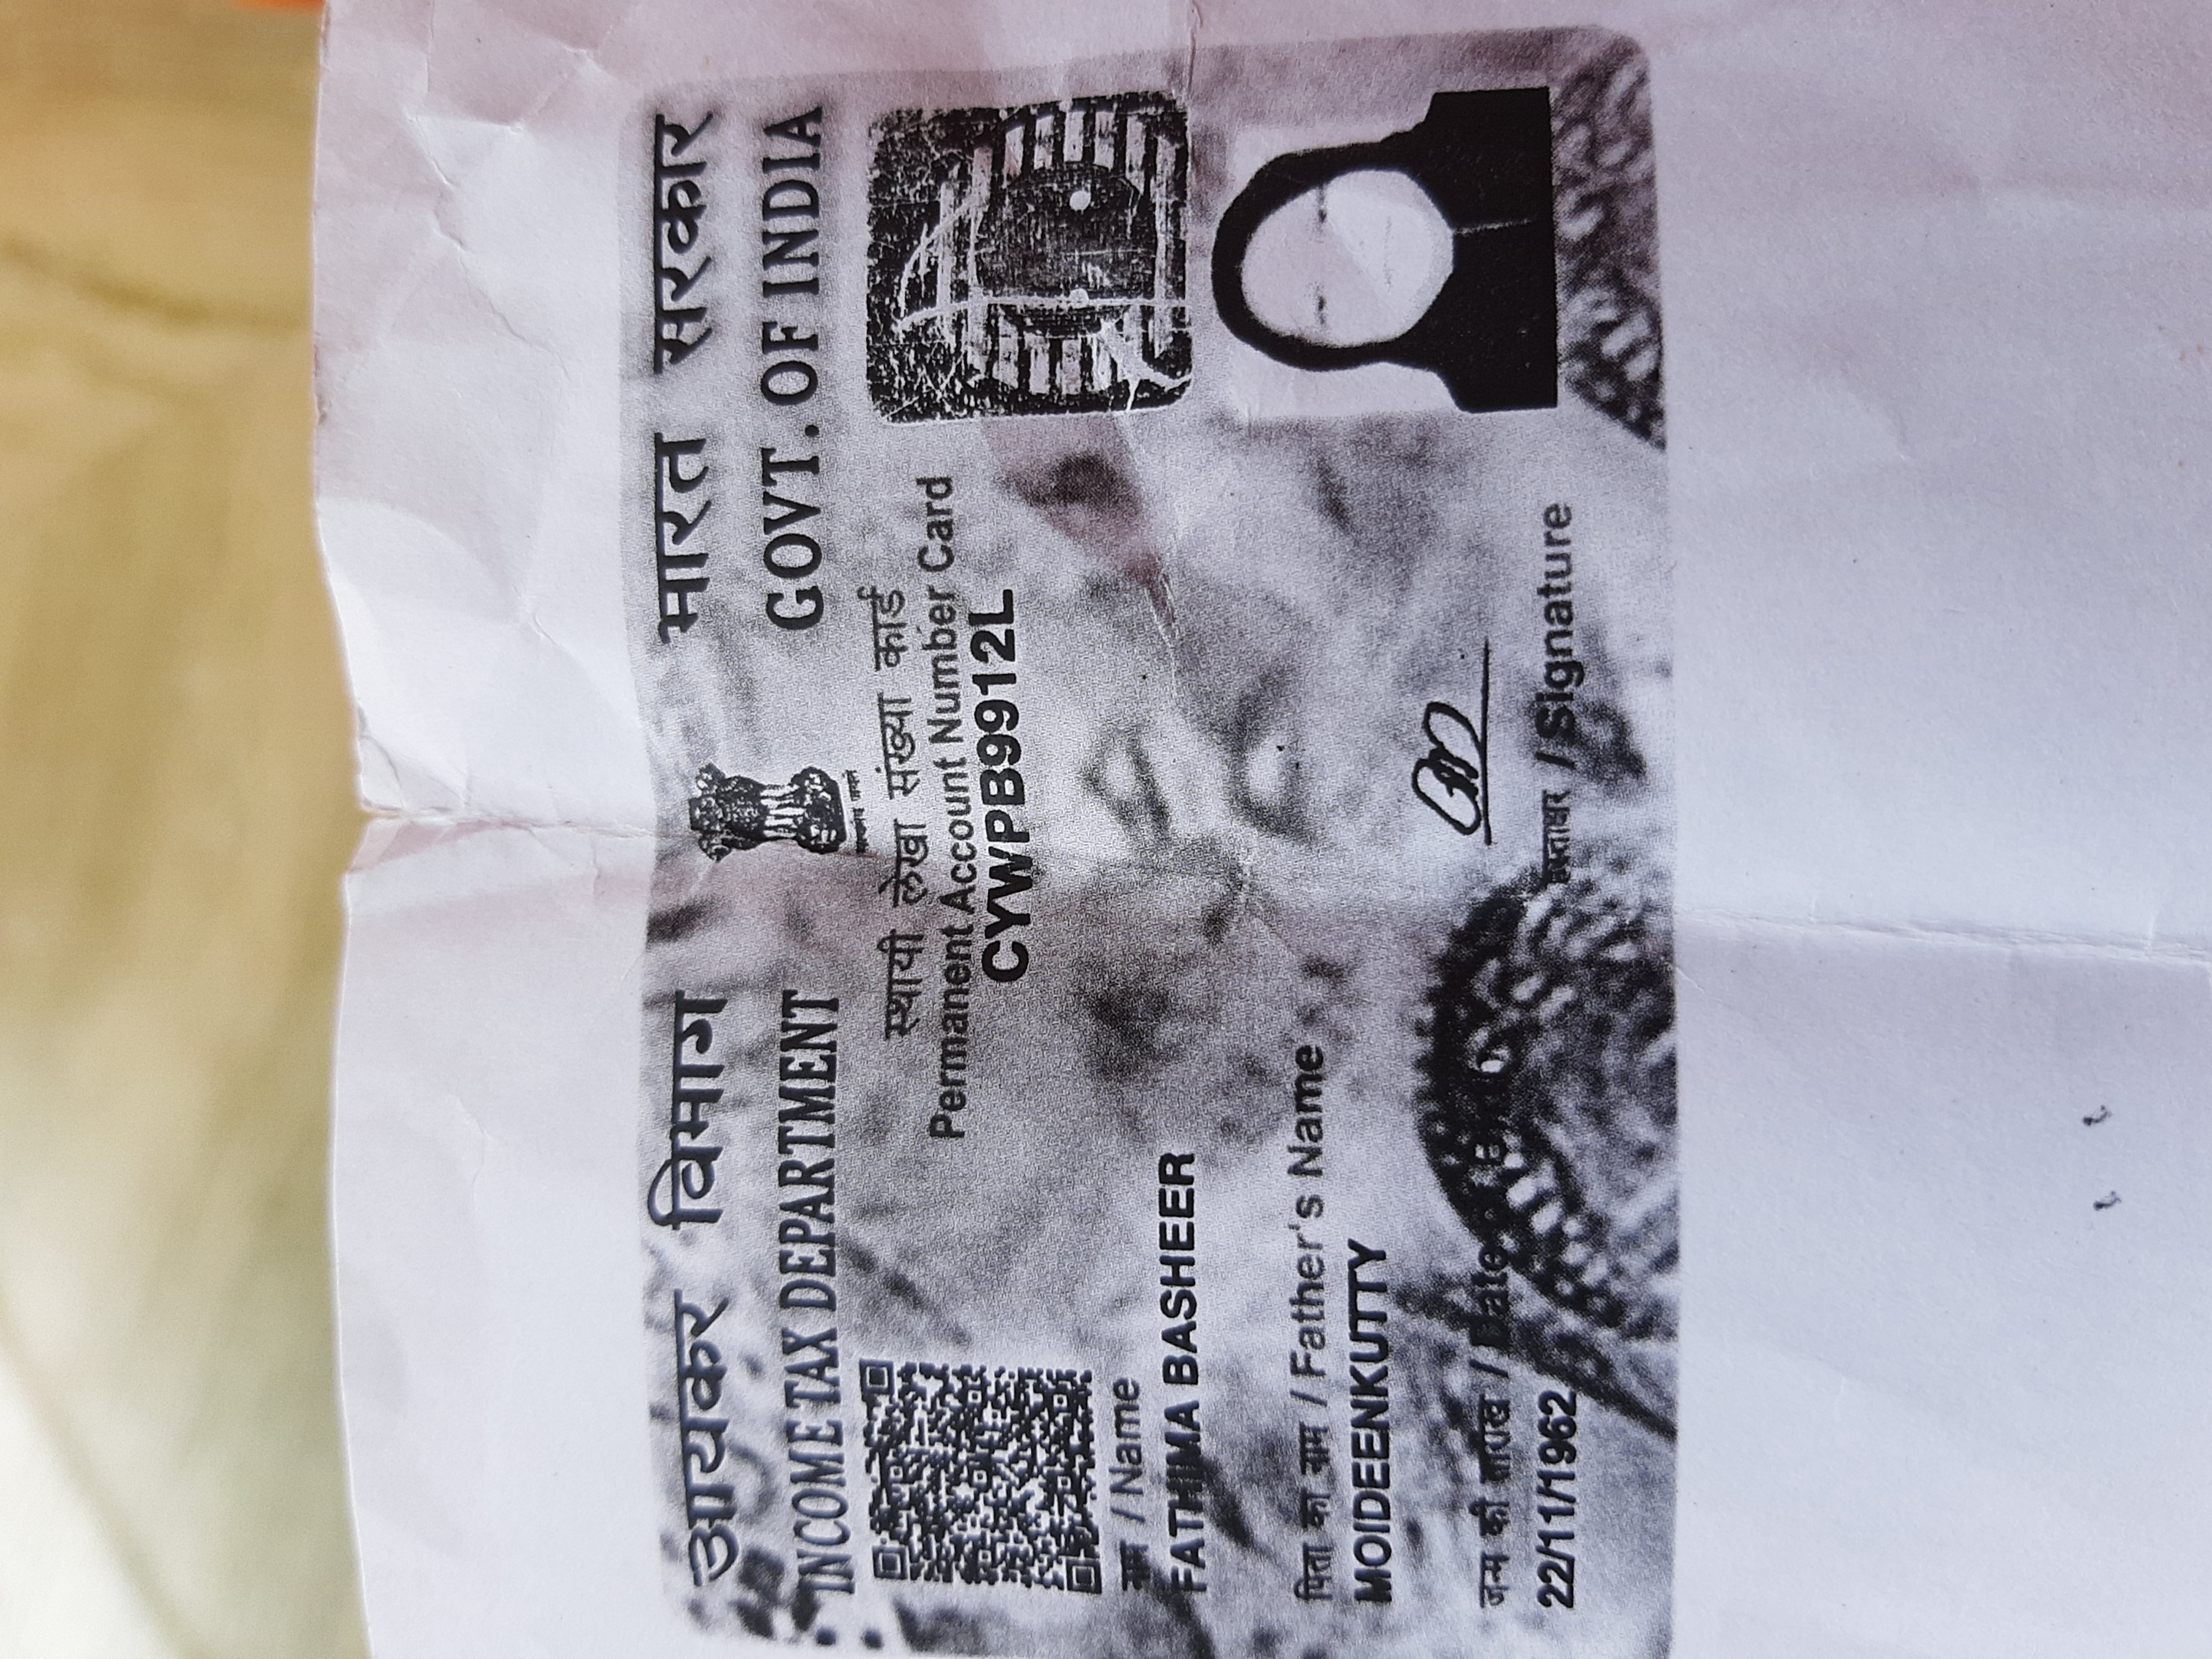 आयकर विभाग
भारत सरकार
INCOME TAX DEPARTMENT
GOVT. OF INDIA
सत्यमेव जयते
स्थायी लेखा संख्या कार्ड
Permanent Account Number Card
CYWPB9912L
नाम / Name
FATHIMA BASHEER
पिता का नाम / Father's Name
MOIDEENKUTTY
जन्म की तारीख / Date of Birth
22/11/1962
हस्ताक्षर / Signature